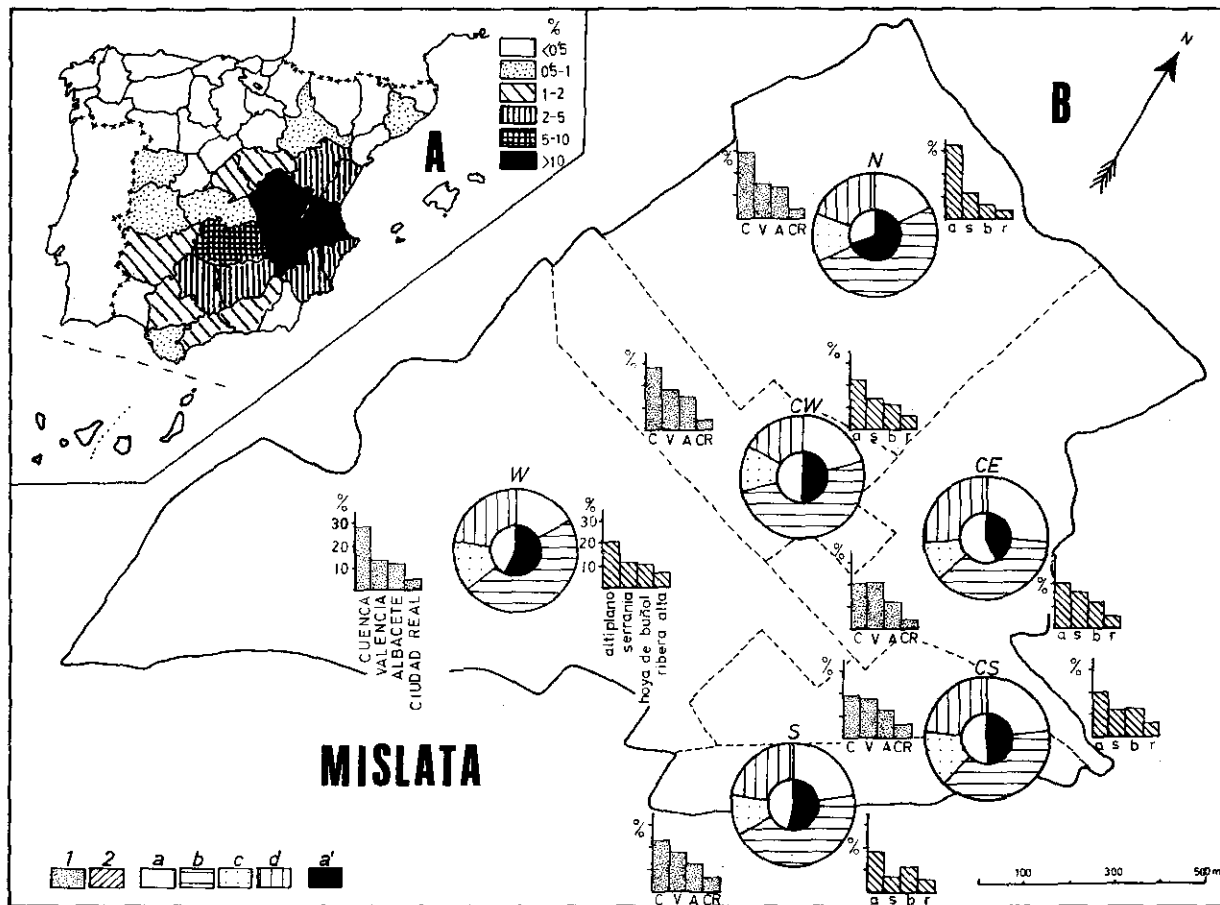 %
<0'5
0'5-1
1-2
2-5
5-10
>10
A
B
N
%
C V A CR
N
%
a s b r
%
C V A CR
CW
%
a s b r
W
%
30
20
10
CUENCA
VALENCIA
ALBACETE
CIUDAD REAL
%
30
20
10
altiplano
serrania
hoya de buñol
ribera alta
CE
%
C V A CR
%
a s b r
CS
%
C V A CR
%
a s b r
S
%
C V A CR
%
a s b r
MISLATA
1 2 a b c d a'
100 300 500 m